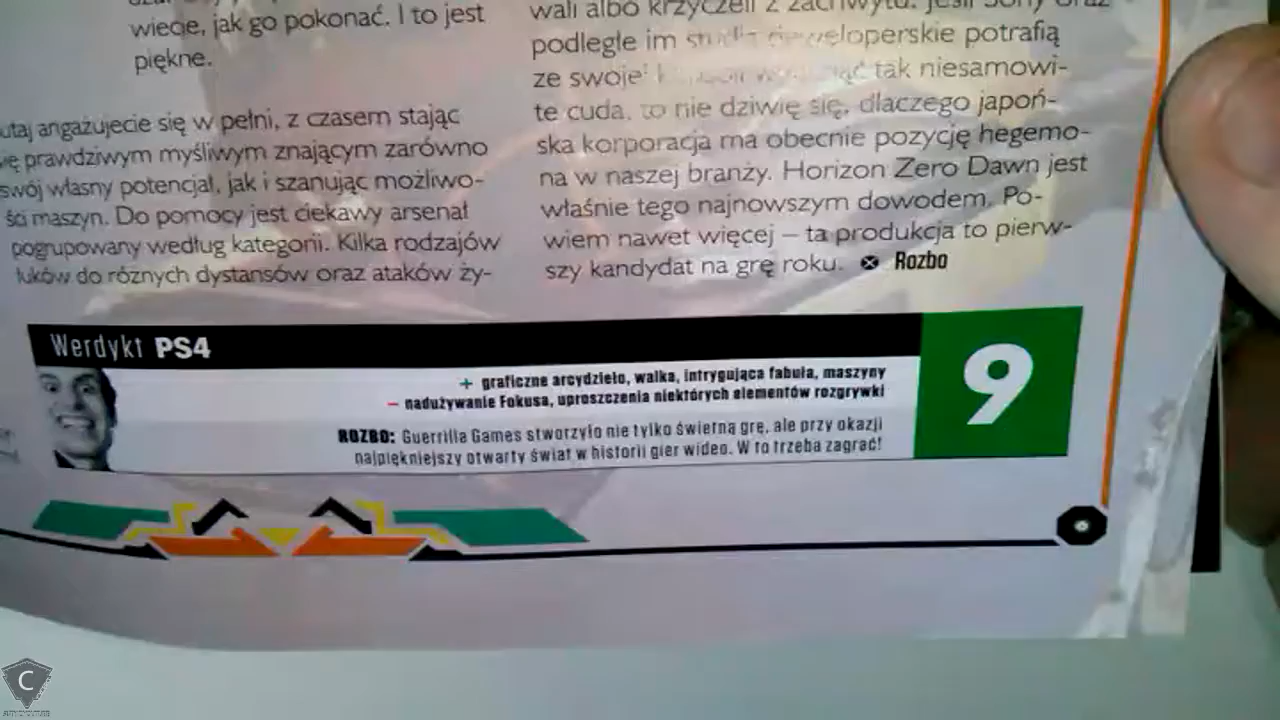 wiecie, jak go pokonać. I to jest
piękne.
utaj angażujecie się w pełni, z czasem stając
się prawdziwym myśliwym znającym zarówno
swój własny potencjał, jak i szanując możliwo-
ści maszyn. Do pomocy jest ciekawy arsenał
pogrupowany według kategorii. Kilka rodzajów
łuków do różnych dystansów oraz ataków ży-
wali albo krzyczeli z zachwytu. Jeśli Sony oraz
podległe im studia deweloperskie potrafią
ze swojej tak niesamowi-
te cuda, to nie dziwię się, dlaczego japoń-
ska korporacja ma obecnie pozycję hegemo-
na w naszej branży. Horizon Zero Dawn jest
właśnie tego najnowszym dowodem. Po-
wiem nawet więcej – ta produkcja to pierw-
szy kandydat na grę roku. Rozbo
Werdykt PS4
+ graficzne arcydzieło, walka, intrygująca fabuła, maszyny
– nadużywanie Fokusa, uproszczenia niektórych elementów rozgrywki
ROZBO: Guerrilla Games stworzyło nie tylko świetną grę, ale przy okazji
najpiękniejszy otwarty świat w historii gier wideo. W to trzeba zagrać!
9
C